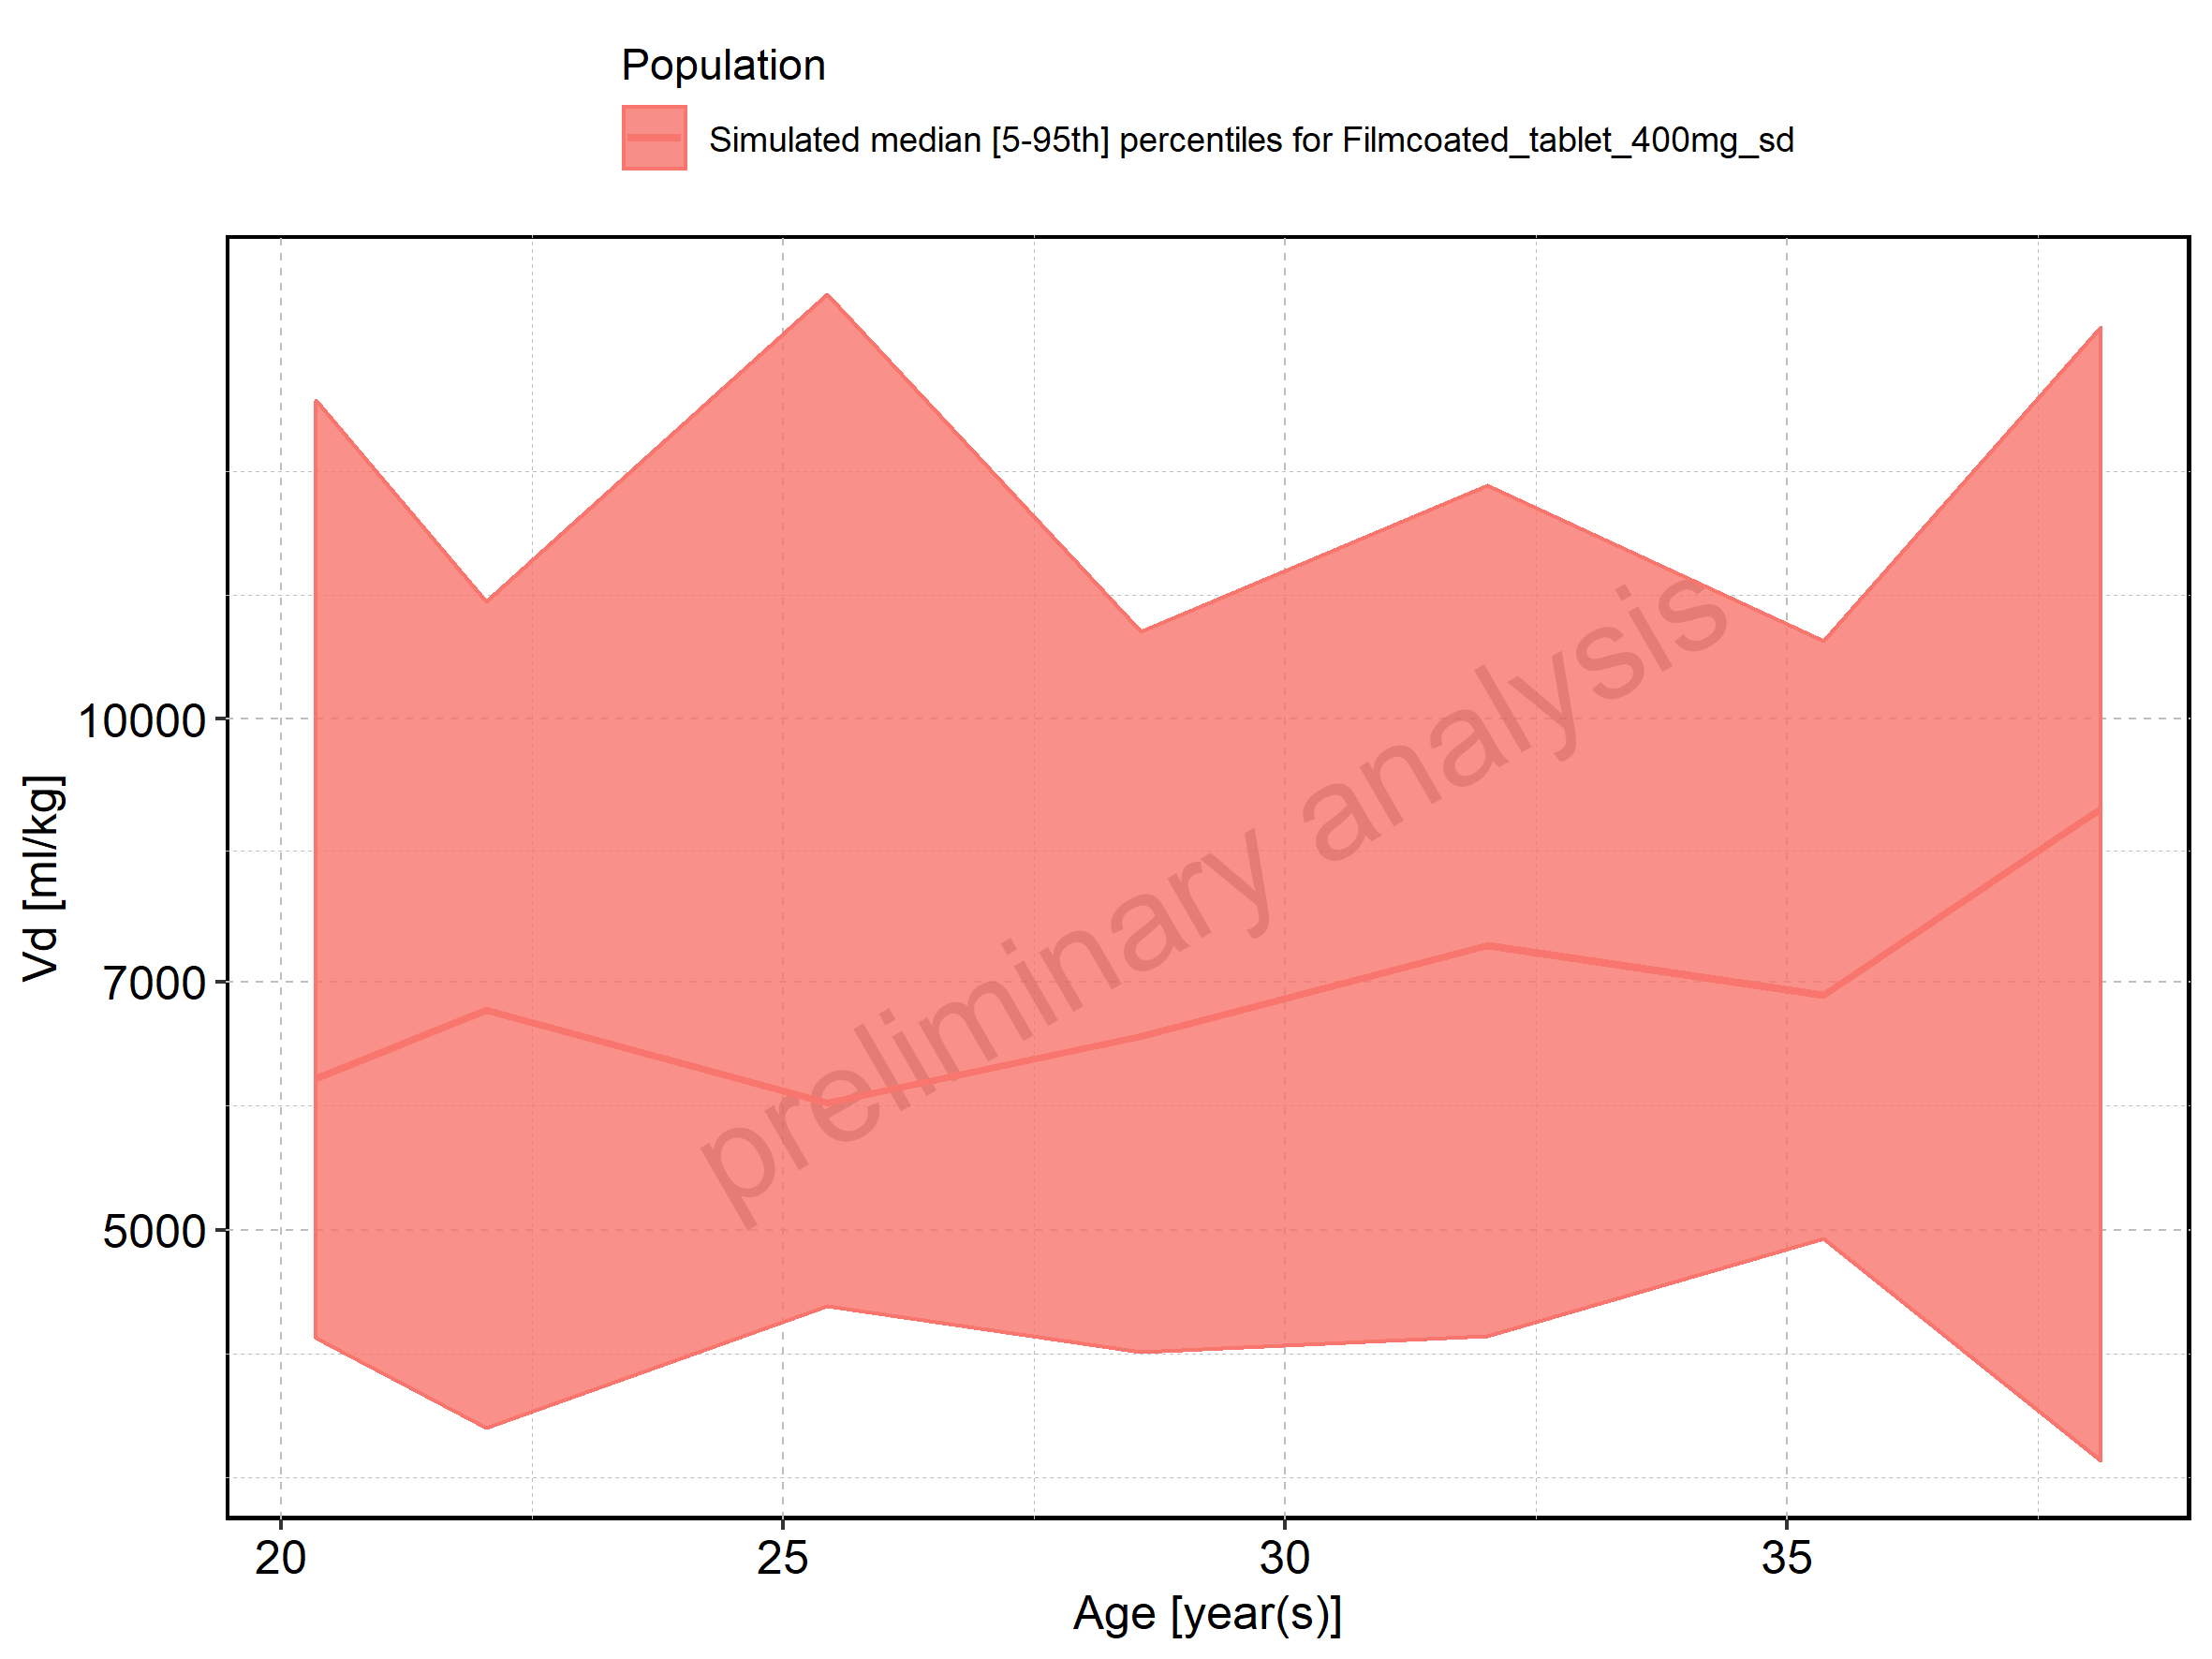 Population
Simulated median [5-95th] percentiles for Filmcoated_tablet_400mg_sd
10000
7000
5000
Vd [ml/kg]
preliminary analysis
20 25 30 35
Age [year(s)]